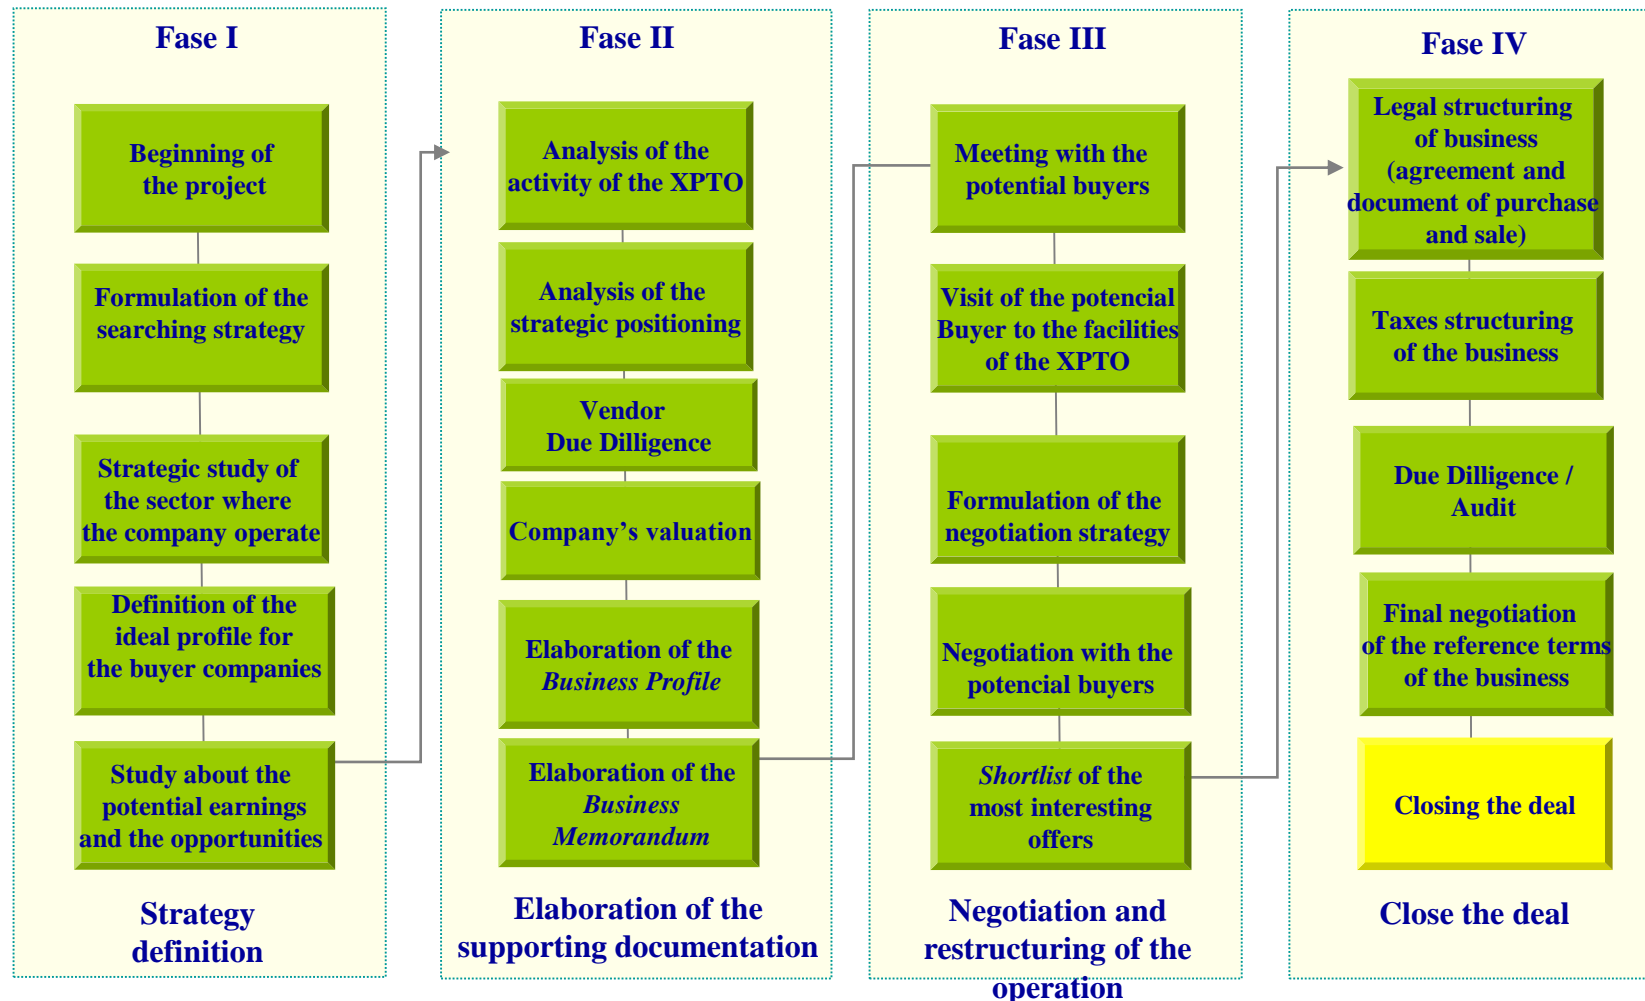 Fase I
Beginning of
the project
Formulation of the
searching strategy
Strategic study of
the sector where
the company operate
Definition of the
ideal profile for
the buyer companies
Study about the
potential earnings
and the opportunities
Strategy
definition
Fase II
Analysis of the
activity of the XPTO
Analysis of the
strategic positioning
Vendor
Due Dilligence
Company’s valuation
Elaboration of the
Business Profile
Elaboration of the
Business
Memorandum
Elaboration of the
supporting documentation
Fase III
Meeting with the
potential buyers
Visit of the potencial
Buyer to the facilities
of the XPTO
Formulation of the
negotiation strategy
Negotiation with the
potencial buyers
Shortlist of the
most interesting
offers
Negotiation and
restructuring of the
operation
Fase IV
Legal structuring
of business
(agreement and
document of purchase
and sale)
Taxes structuring
of the business
Due Dilligence /
Audit
Final negotiation
of the reference terms
of the business
Closing the deal
Close the deal